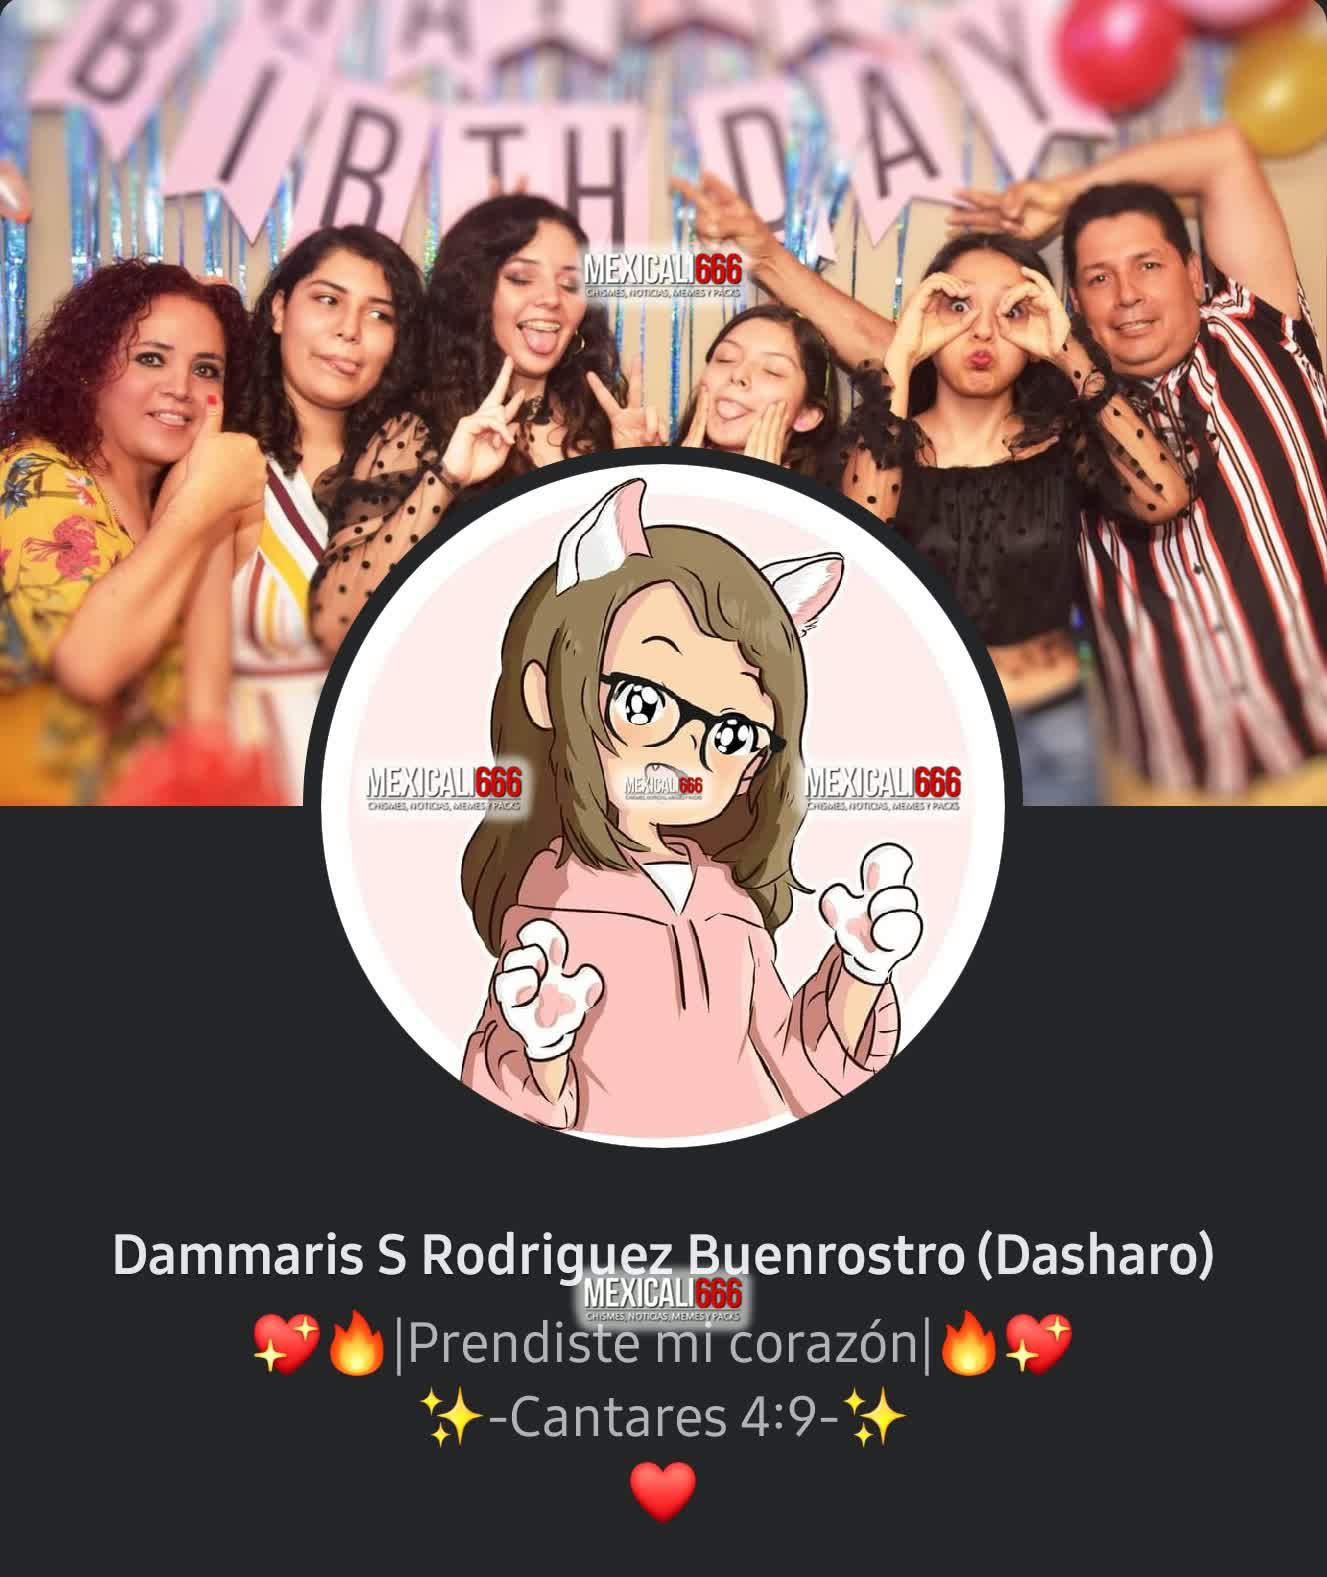 HAPPY
BIRTHDAY
MEXICALI666
CHISMES, NOTICIAS, MEMES Y PACKS
MEXICALI666
CHISMES, NOTICIAS, MEMES Y PACKS
MEXICALI666
CHISMES, NOTICIAS, MEMES Y PACKS
MEXICALI666
CHISMES, NOTICIAS, MEMES Y PACKS
Dammaris S Rodriguez Buenrostro (Dasharo)
MEXICALI666
CHISMES, NOTICIAS, MEMES Y PACKS
💖🔥|Prendiste mi corazón|🔥💖
✨-Cantares 4:9-✨
❤️